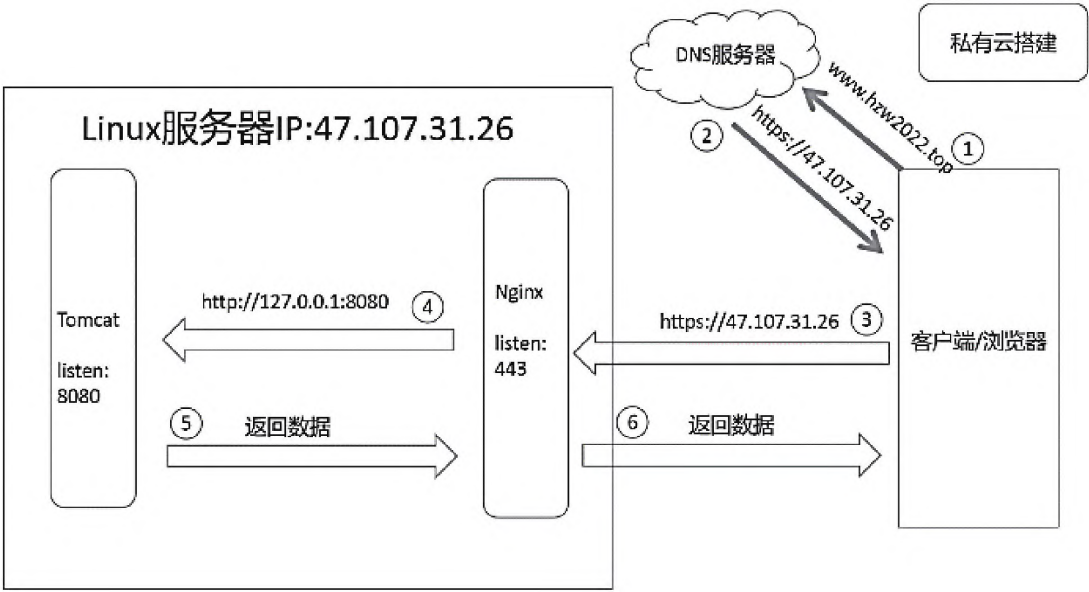 私有云搭建
DNS服务器
www.hzw2022.top
①
②
https://47.107.31.26
Linux服务器IP:47.107.31.26
http://127.0.0.1:8080
④
Nginx
listen:
443
https://47.107.31.26
③
客户端/浏览器
Tomcat
listen:
8080
⑤
返回数据
⑥
返回数据